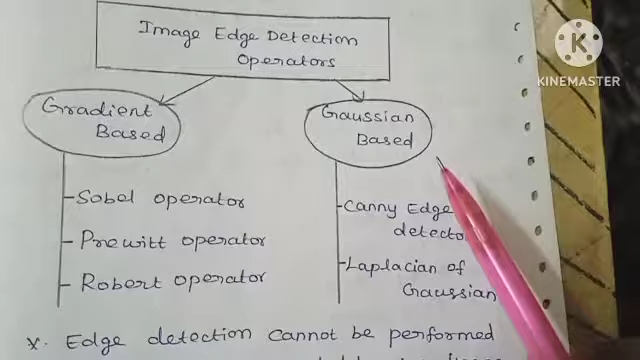 Image Edge Detection
Operators
KINEMASTER
Gradient
Based
Gaussian
Based
Sobel operator
Prewitt operator
Robert operator
Canny Edge
detecto
Laplacian of
Gaussian
x. Edge detection cannot be performed